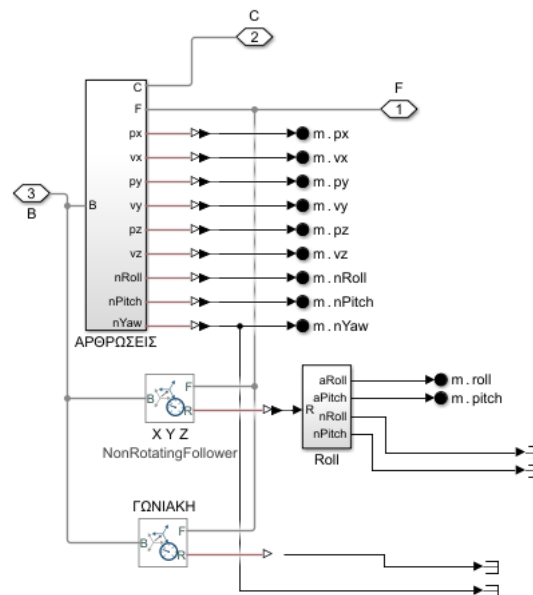 C
2
C
F
F
1
px
m.px
vx
m.vx
3
py
m.py
B
B
vy
m.vy
pz
m.pz
vz
m.vz
nRoll
m.nRoll
nPitch
m.nPitch
nYaw
m.nYaw
ΑΡΘΡΩΣΕΙΣ
B
F
R
X Y Z
NonRotatingFollower
R
aRoll
m.roll
aPitch
m.pitch
nRoll
nPitch
Roll
ΓΩΝΙΑΚΗ
B
F
R